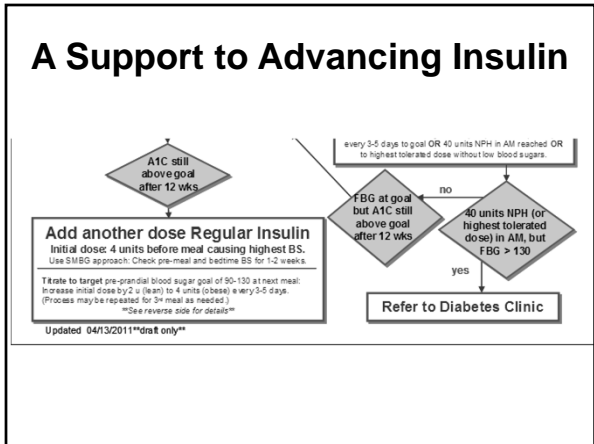 A Support to Advancing Insulin
every 3-5 days to goal OR 40 units NPH in AM reached OR
to highest tolerated dose without low blood sugars.
A1C still
above goal
after 12 wks
no
FBG at goal
but A1C still
above goal
after 12 wks
40 units NPH (or
highest tolerated
dose) in AM, but
FBG > 130
Add another dose Regular Insulin
Initial dose: 4 units before meal causing highest BS.
Use SMBG approach: Check pre-meal and bedtime BS for 1-2 weeks.
Titrate to target pre-prandial blood sugar goal of 90-130 at next meal:
Increase initial dose by 2 u (lean) to 4 units (obese) every 3-5 days.
(Process may be repeated for 3rd meal as needed.)
**See reverse side for details**
yes
Refer to Diabetes Clinic
Updated 04/13/2011**draft only**